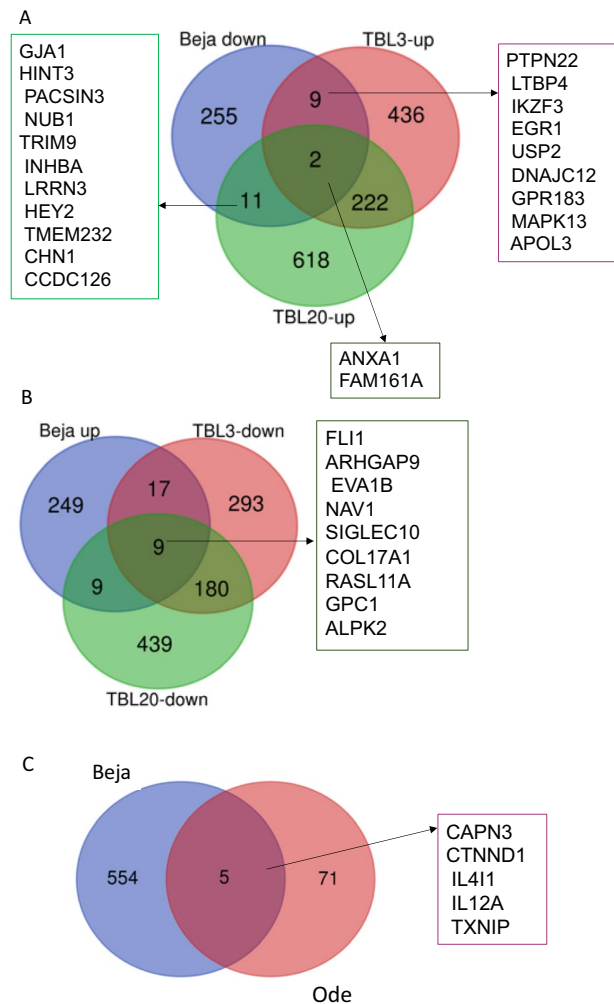 A
Beja down
TBL3-up
GJA1
HINT3
PACSIN3
NUB1
TRIM9
INHBA
LRRN3
HEY2
TMEM232
CHN1
CCDC126
255
9
436
2
11
222
618
TBL20-up
PTPN22
LTBP4
IKZF3
EGR1
USP2
DNAJC12
GPR183
MAPK13
APOL3
ANXA1
FAM161A
B
Beja up
TBL3-down
249
17
293
9
9
180
439
TBL20-down
FLI1
ARHGAP9
EVA1B
NAV1
SIGLEC10
COL17A1
RASL11A
GPC1
ALPK2
C
Beja
554
5
71
Ode
CAPN3
CTNND1
IL4I1
IL12A
TXNIP